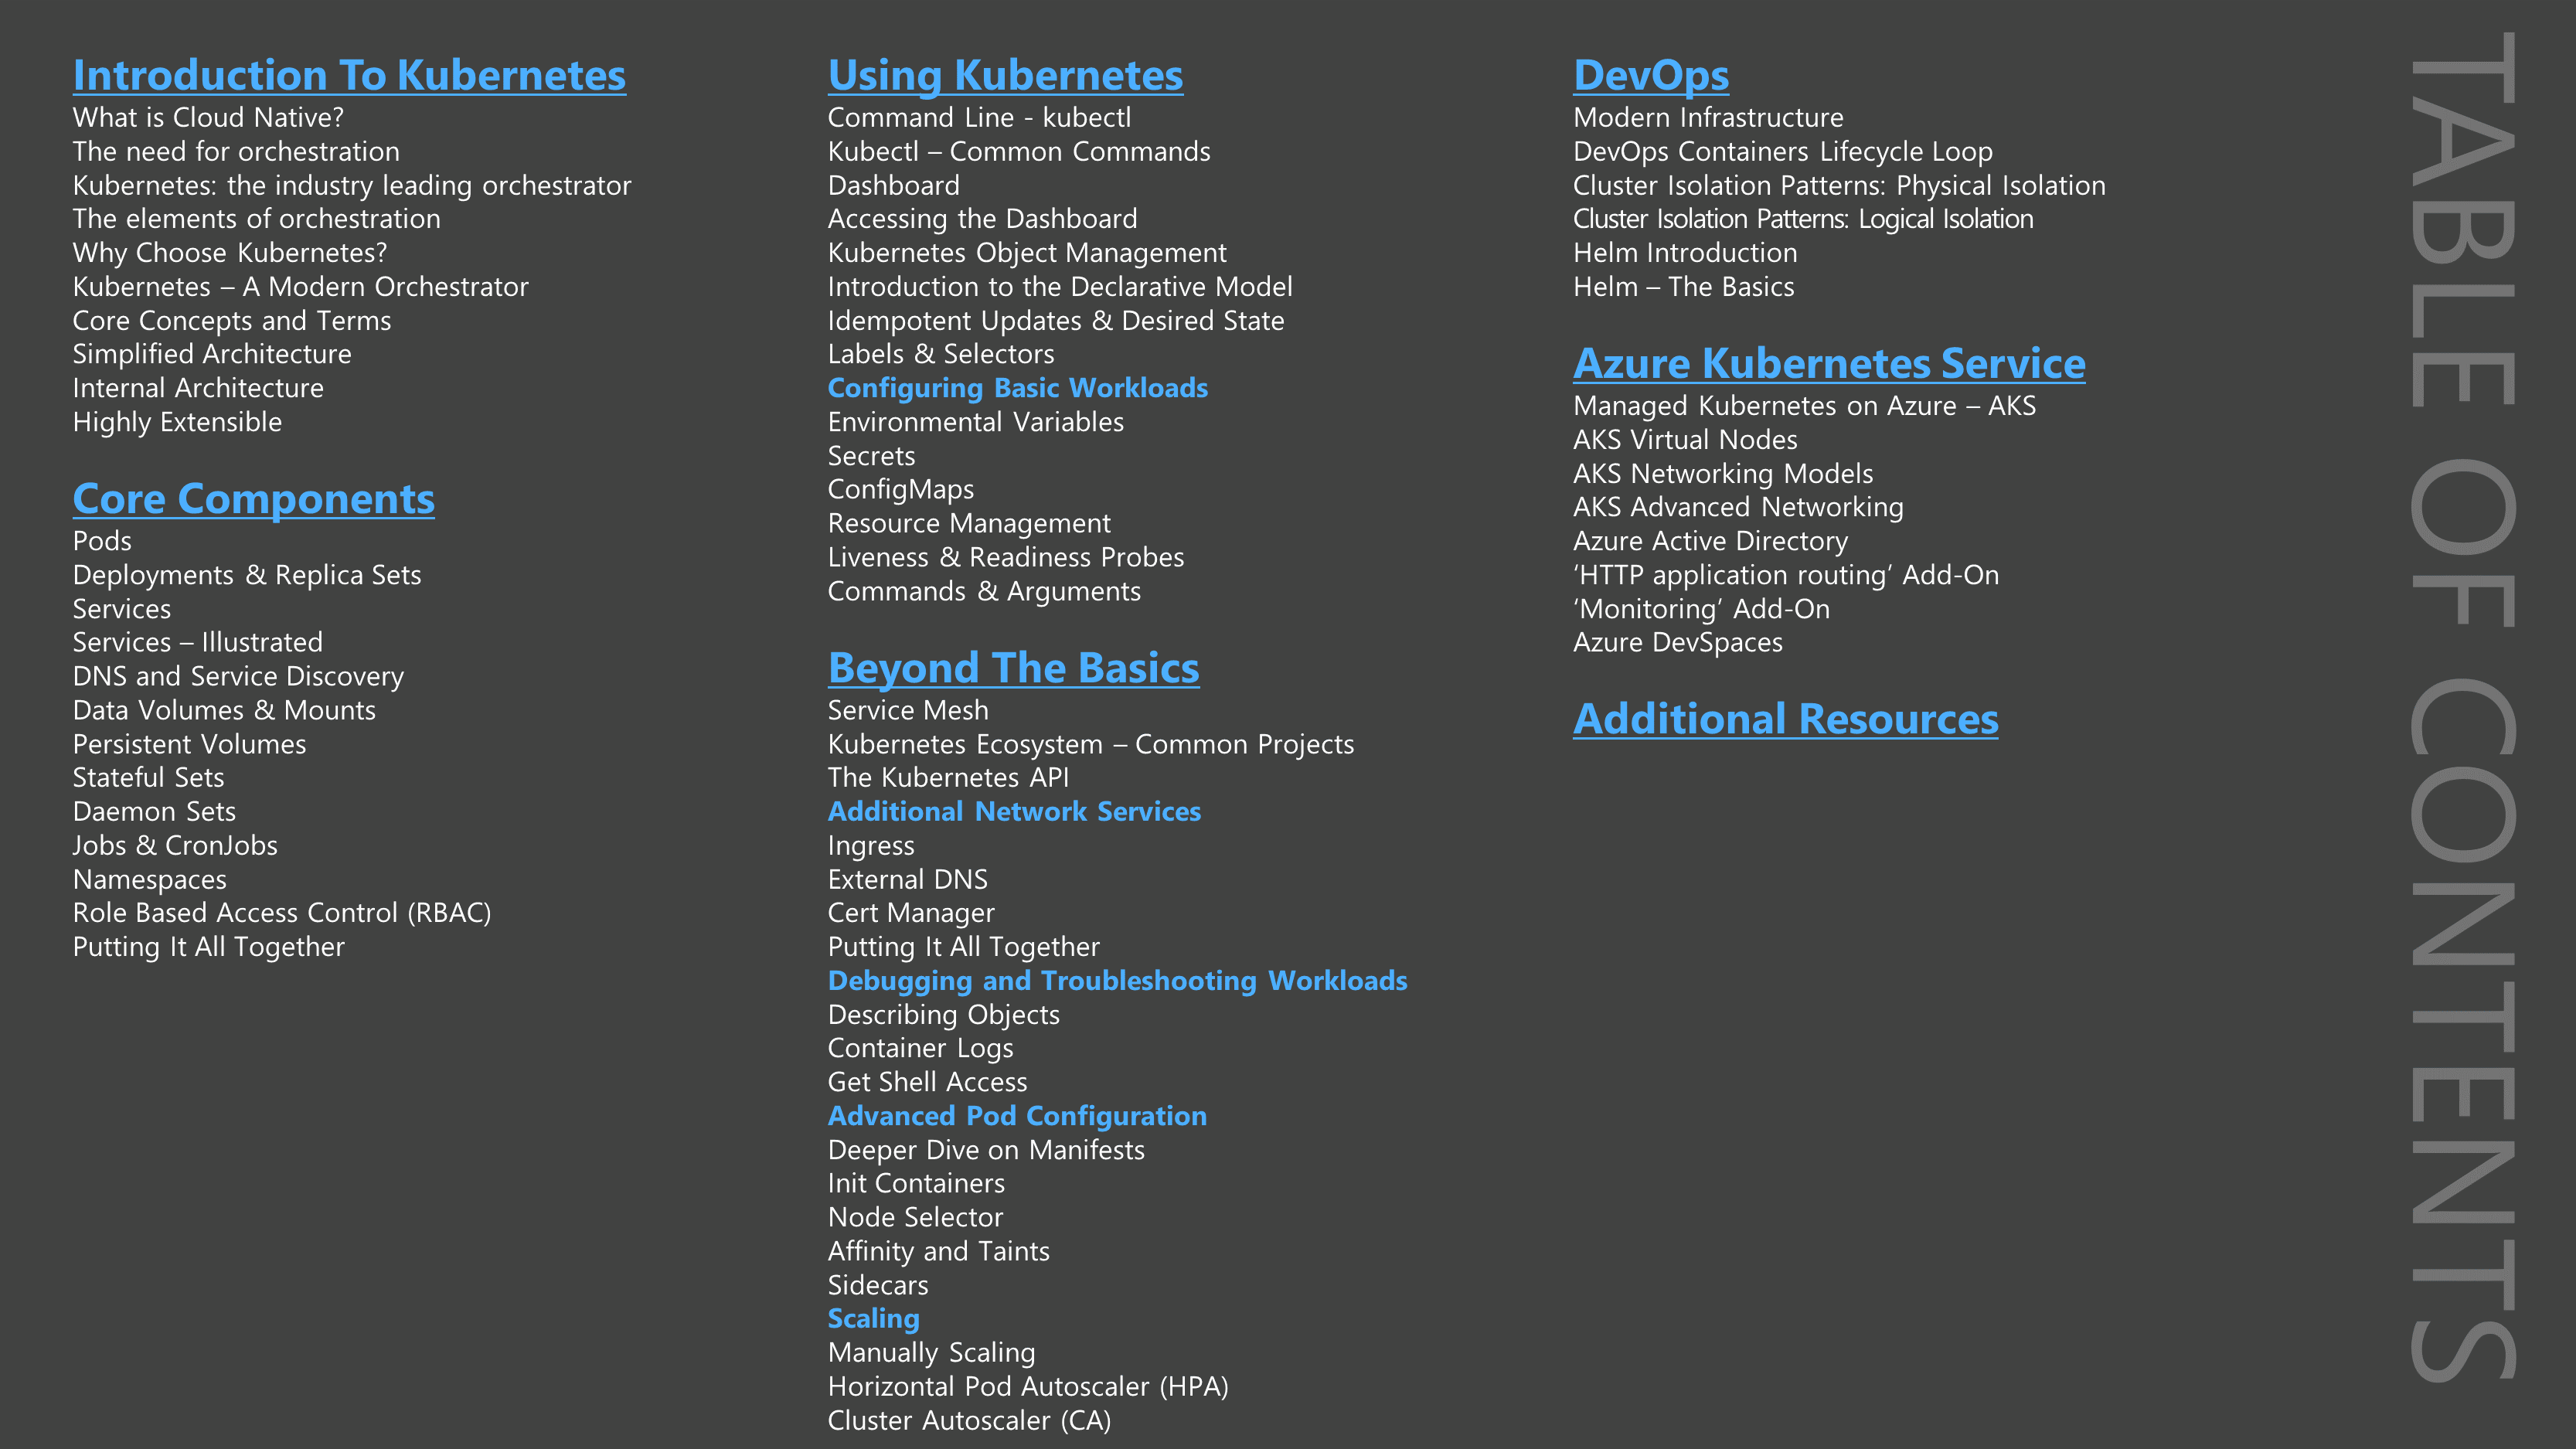 Introduction To Kubernetes
What is Cloud Native?
The need for orchestration
Kubernetes: the industry leading orchestrator
The elements of orchestration
Why Choose Kubernetes?
Kubernetes – A Modern Orchestrator
Core Concepts and Terms
Simplified Architecture
Internal Architecture
Highly Extensible
Core Components
Pods
Deployments & Replica Sets
Services
Services – Illustrated
DNS and Service Discovery
Data Volumes & Mounts
Persistent Volumes
Stateful Sets
Daemon Sets
Jobs & CronJobs
Namespaces
Role Based Access Control (RBAC)
Putting It All Together
Using Kubernetes
Command Line - kubectl
Kubectl – Common Commands
Dashboard
Accessing the Dashboard
Kubernetes Object Management
Introduction to the Declarative Model
Idempotent Updates & Desired State
Labels & Selectors
Configuring Basic Workloads
Environmental Variables
Secrets
ConfigMaps
Resource Management
Liveness & Readiness Probes
Commands & Arguments
Beyond The Basics
Service Mesh
Kubernetes Ecosystem – Common Projects
The Kubernetes API
Additional Network Services
Ingress
External DNS
Cert Manager
Putting It All Together
Debugging and Troubleshooting Workloads
Describing Objects
Container Logs
Get Shell Access
Advanced Pod Configuration
Deeper Dive on Manifests
Init Containers
Node Selector
Affinity and Taints
Sidecars
Scaling
Manually Scaling
Horizontal Pod Autoscaler (HPA)
Cluster Autoscaler (CA)
DevOps
Modern Infrastructure
DevOps Containers Lifecycle Loop
Cluster Isolation Patterns: Physical Isolation
Cluster Isolation Patterns: Logical Isolation
Helm Introduction
Helm – The Basics
Azure Kubernetes Service
Managed Kubernetes on Azure – AKS
AKS Virtual Nodes
AKS Networking Models
AKS Advanced Networking
Azure Active Directory
‘HTTP application routing’ Add-On
‘Monitoring’ Add-On
Azure DevSpaces
Additional Resources
TABLE OF CONTENTS